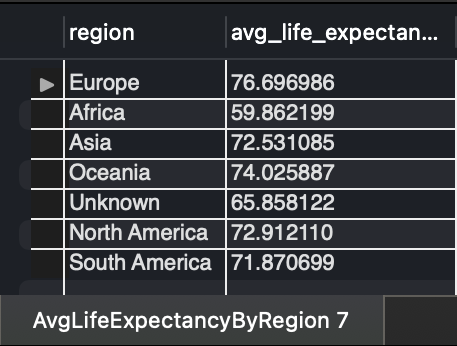 region avg_life_expectan...
Europe 76.696986
Africa 59.862199
Asia 72.531085
Oceania 74.025887
Unknown 65.858122
North America 72.912110
South America 71.870699
AvgLifeExpectancyByRegion 7